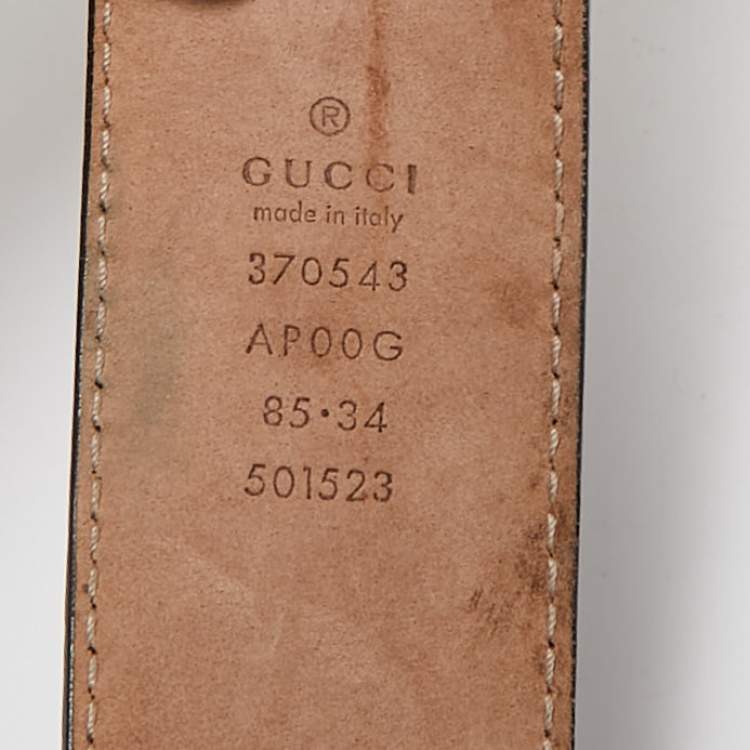 ®
GUCCI
made in italy
370543
AP00G
85·34
501523